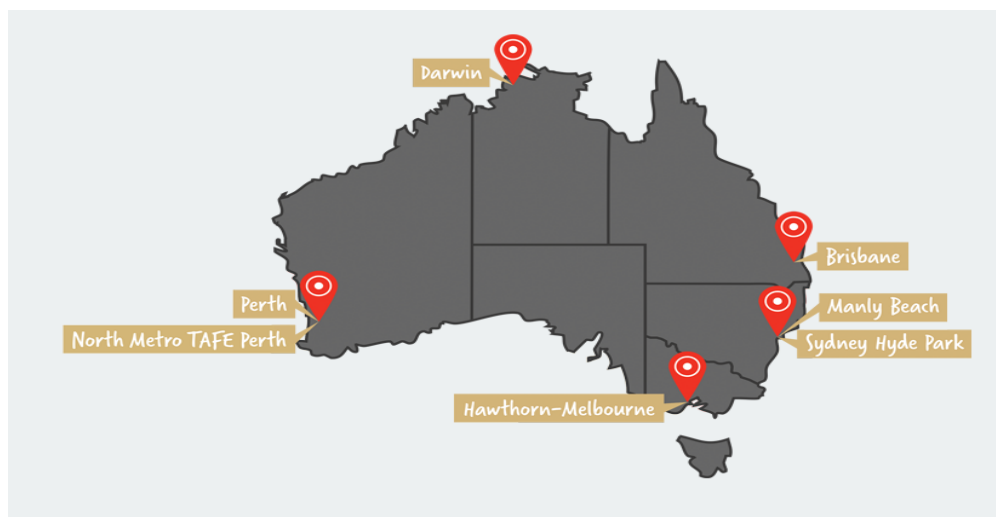 Darwin
Brisbane
Perth
Manly Beach
North Metro TAFE Perth
Sydney Hyde Park
Hawthorn-Melbourne